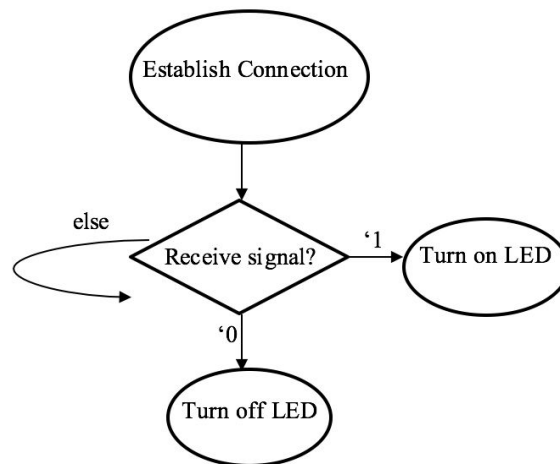 Establish Connection
else
Receive signal?
‘1
Turn on LED
‘0
Turn off LED